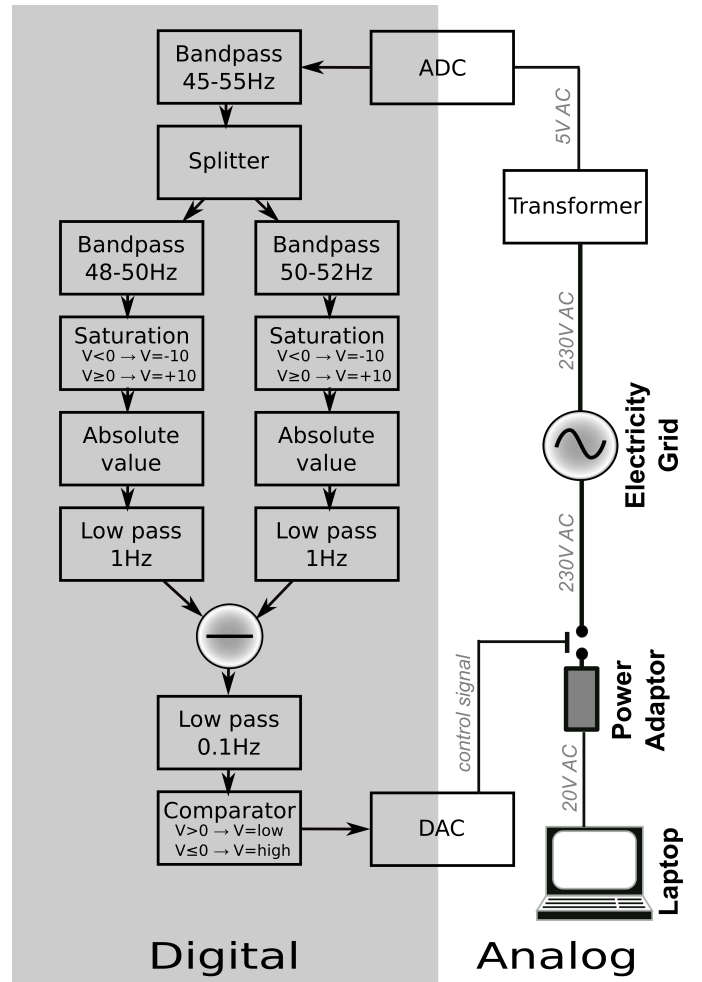 Bandpass
45-55Hz
ADC
5V AC
Splitter
Transformer
Bandpass
48-50Hz
Bandpass
50-52Hz
230V AC
Saturation
V<0 → V=-10
V≥0 → V=+10
Saturation
V<0 → V=-10
V≥0 → V=+10
Electricity
Grid
Absolute
value
Absolute
value
Low pass
1Hz
Low pass
1Hz
230V AC
control signal
Power
Adaptor
Low pass
0.1Hz
20V AC
Comparator
V>0 → V=low
V≤0 → V=high
DAC
Laptop
Digital
Analog